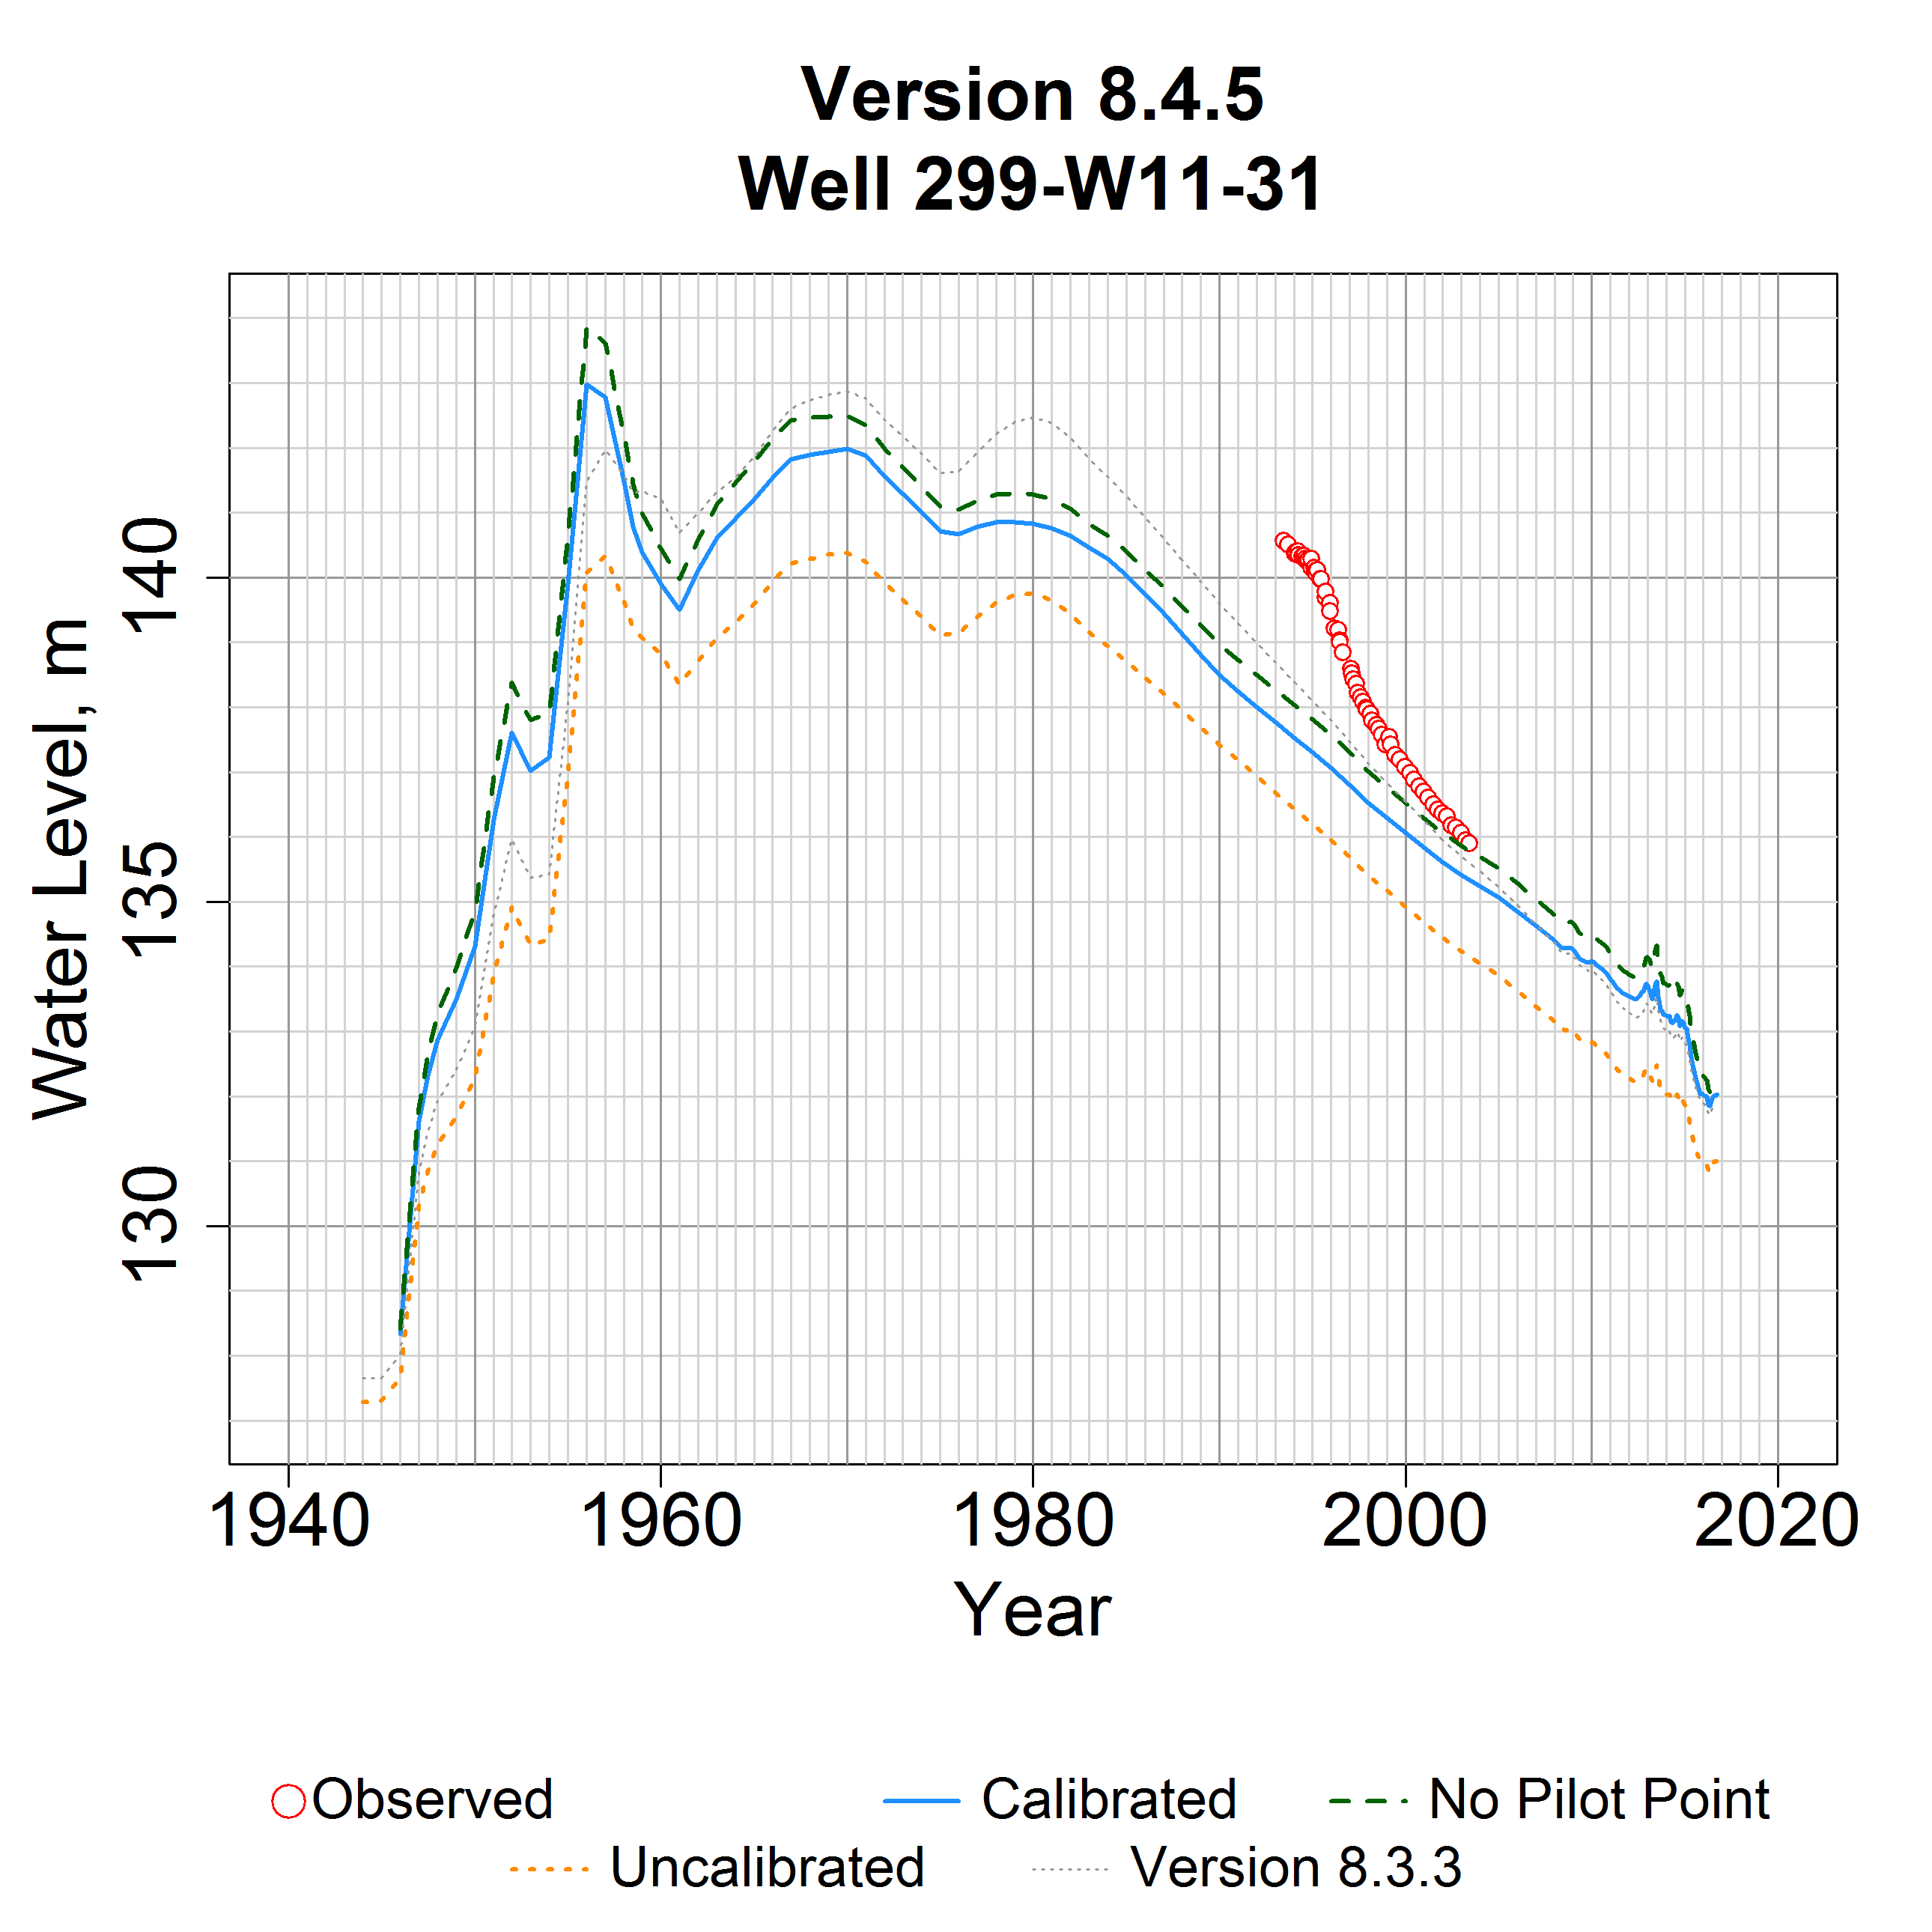 Version 8.4.5
Well 299-W11-31
Water Level, m
140
135
130
1940 1960 1980 2000 2020
Year
Observed Calibrated No Pilot Point
Uncalibrated Version 8.3.3